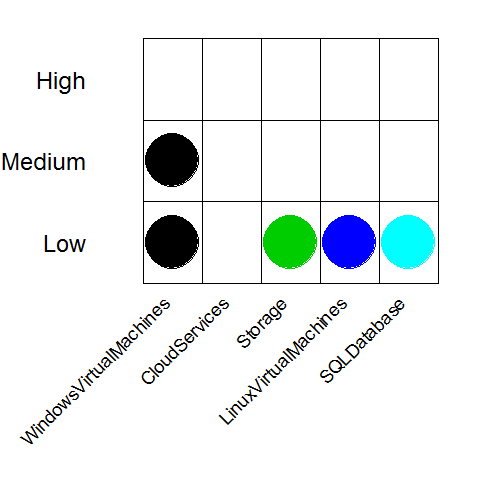 High
Medium
Low
WindowsVirtualMachines
CloudServices
Storage
LinuxVirtualMachines
SQLDatabase